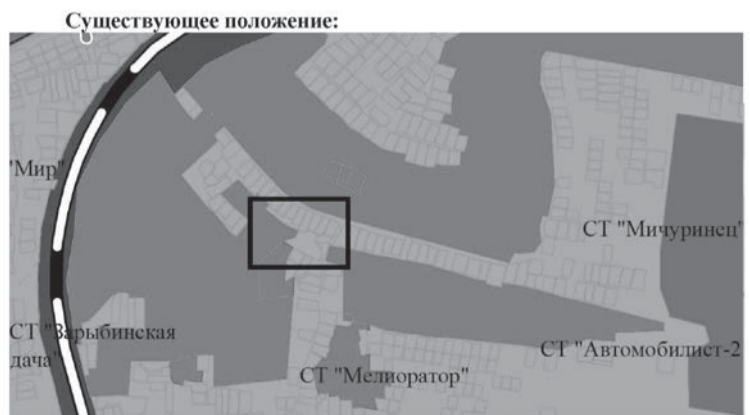 Существующее положение:
"Мир"
СТ "Мичуринец"
СТ "Зарыбинская
дача"
СТ "Автомобилист-2
СТ "Мелиоратор"